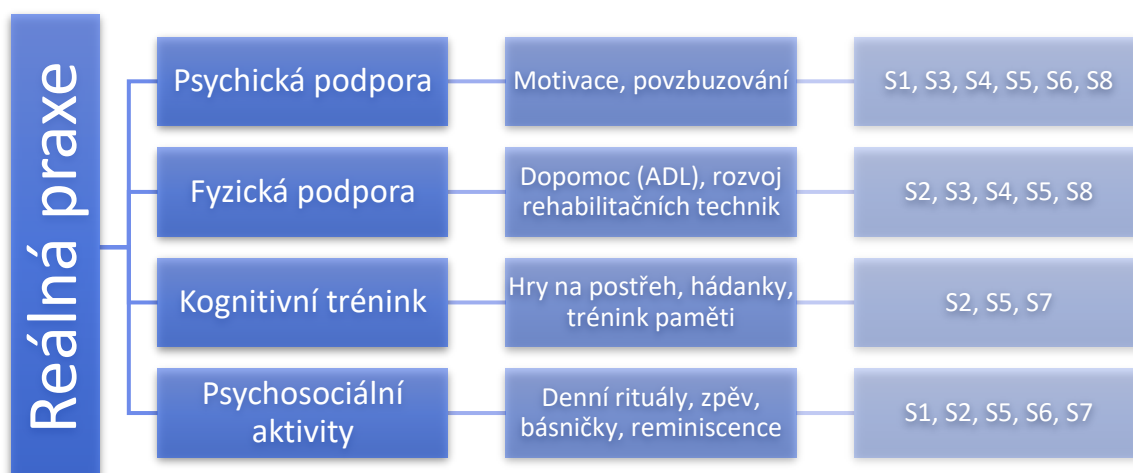 Reálná praxe
Psychická podpora
Motivace, povzbuzování
S1, S3, S4, S5, S6, S8
Fyzická podpora
Dopomoc (ADL), rozvoj
rehabilitačních technik
S2, S3, S4, S5, S8
Kognitivní trénink
Hry na postřeh, hádanky,
trénink paměti
S2, S5, S7
Psychosociální
aktivity
Denní rituály, zpěv,
básničky, reminiscence
S1, S2, S5, S6, S7